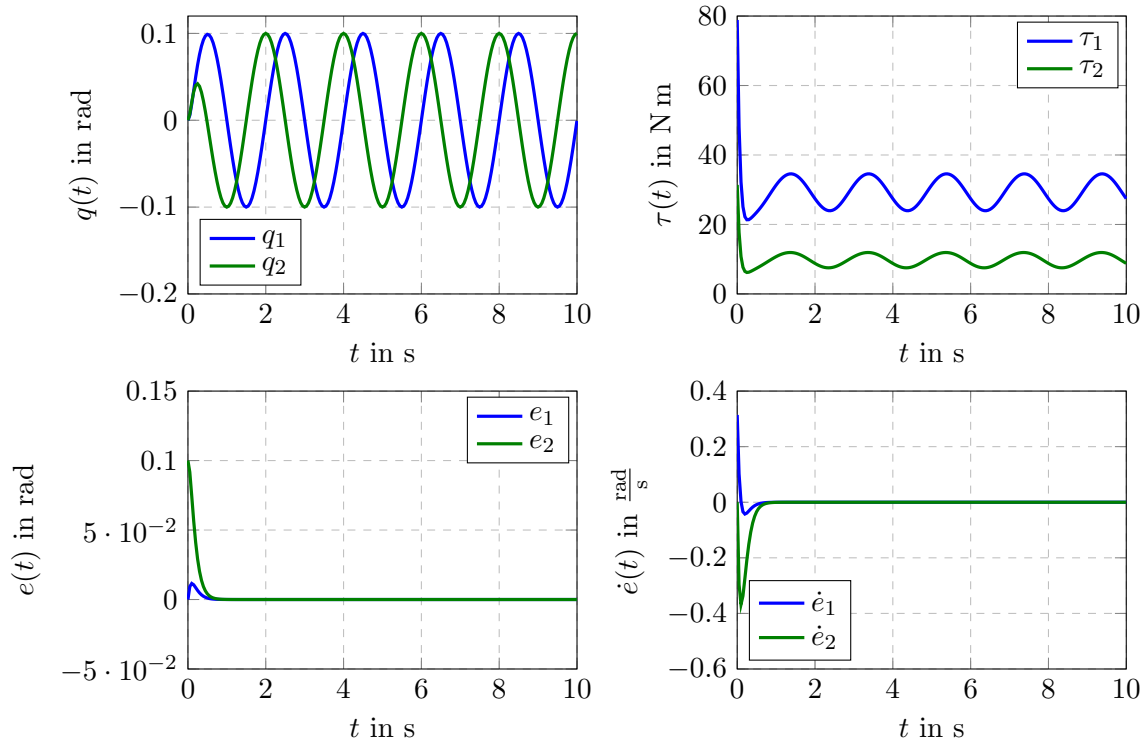 0.1
0
−0.1
−0.2
q(t) in rad
q1
q2
0 2 4 6 8 10
t in s
80
60
40
20
0
τ(t) in N m
τ1
τ2
0 2 4 6 8 10
t in s
0.15
0.1
5 · 10−2
0
−5 · 10−2
e(t) in rad
e1
e2
0 2 4 6 8 10
t in s
0.4
0.2
0
−0.2
−0.4
−0.6
ė(t) in rad/s
ė1
ė2
0 2 4 6 8 10
t in s